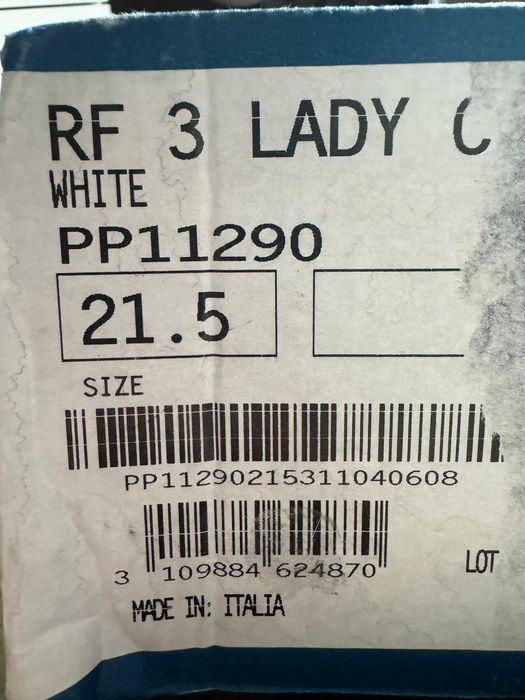 RF 3 LADY
WHITE
PP11290
21.5
SIZE
PP11290215311040608
3 109884 624870
LOT
MADE IN: ITALIA